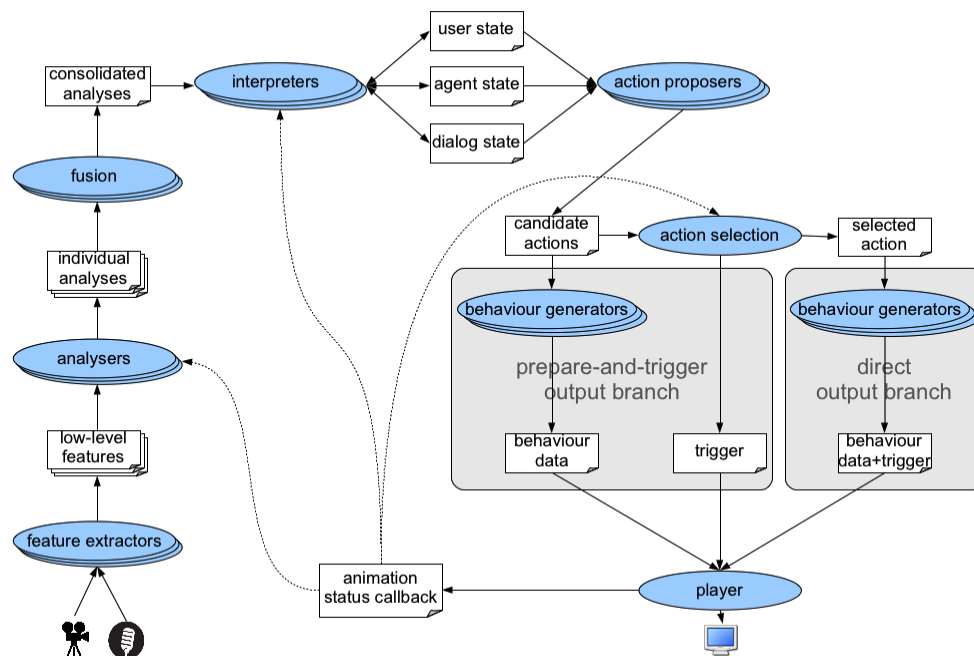 user state
consolidated
analyses
interpreters
agent state
action proposers
dialog state
fusion
candidate
actions
action selection
selected
action
individual
analyses
behaviour generators
behaviour generators
analysers
prepare-and-trigger
output branch
direct
output branch
low-level
features
behaviour
data
trigger
behaviour
data+trigger
feature extractors
animation
status callback
player